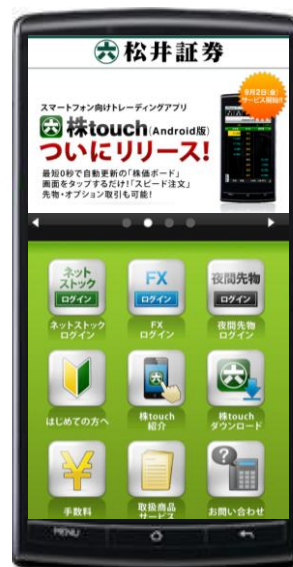 松井証券
9月2日(金)
サービス開始!!
スマートフォン向けトレーディングアプリ
株touch(Android版)
ついにリリース!
最短0秒で自動更新の「株価ボード」
画面をタップするだけ!「スピード注文」
先物・オプション取引も可能!
ネット
ストック
ログイン
FX
ログイン
夜間先物
ログイン
ネットストック
ログイン
FX
ログイン
夜間先物
ログイン
はじめての方へ
株touch
紹介
株touch
ダウンロード
手数料
取扱商品
サービス
お問い合わせ
MENU